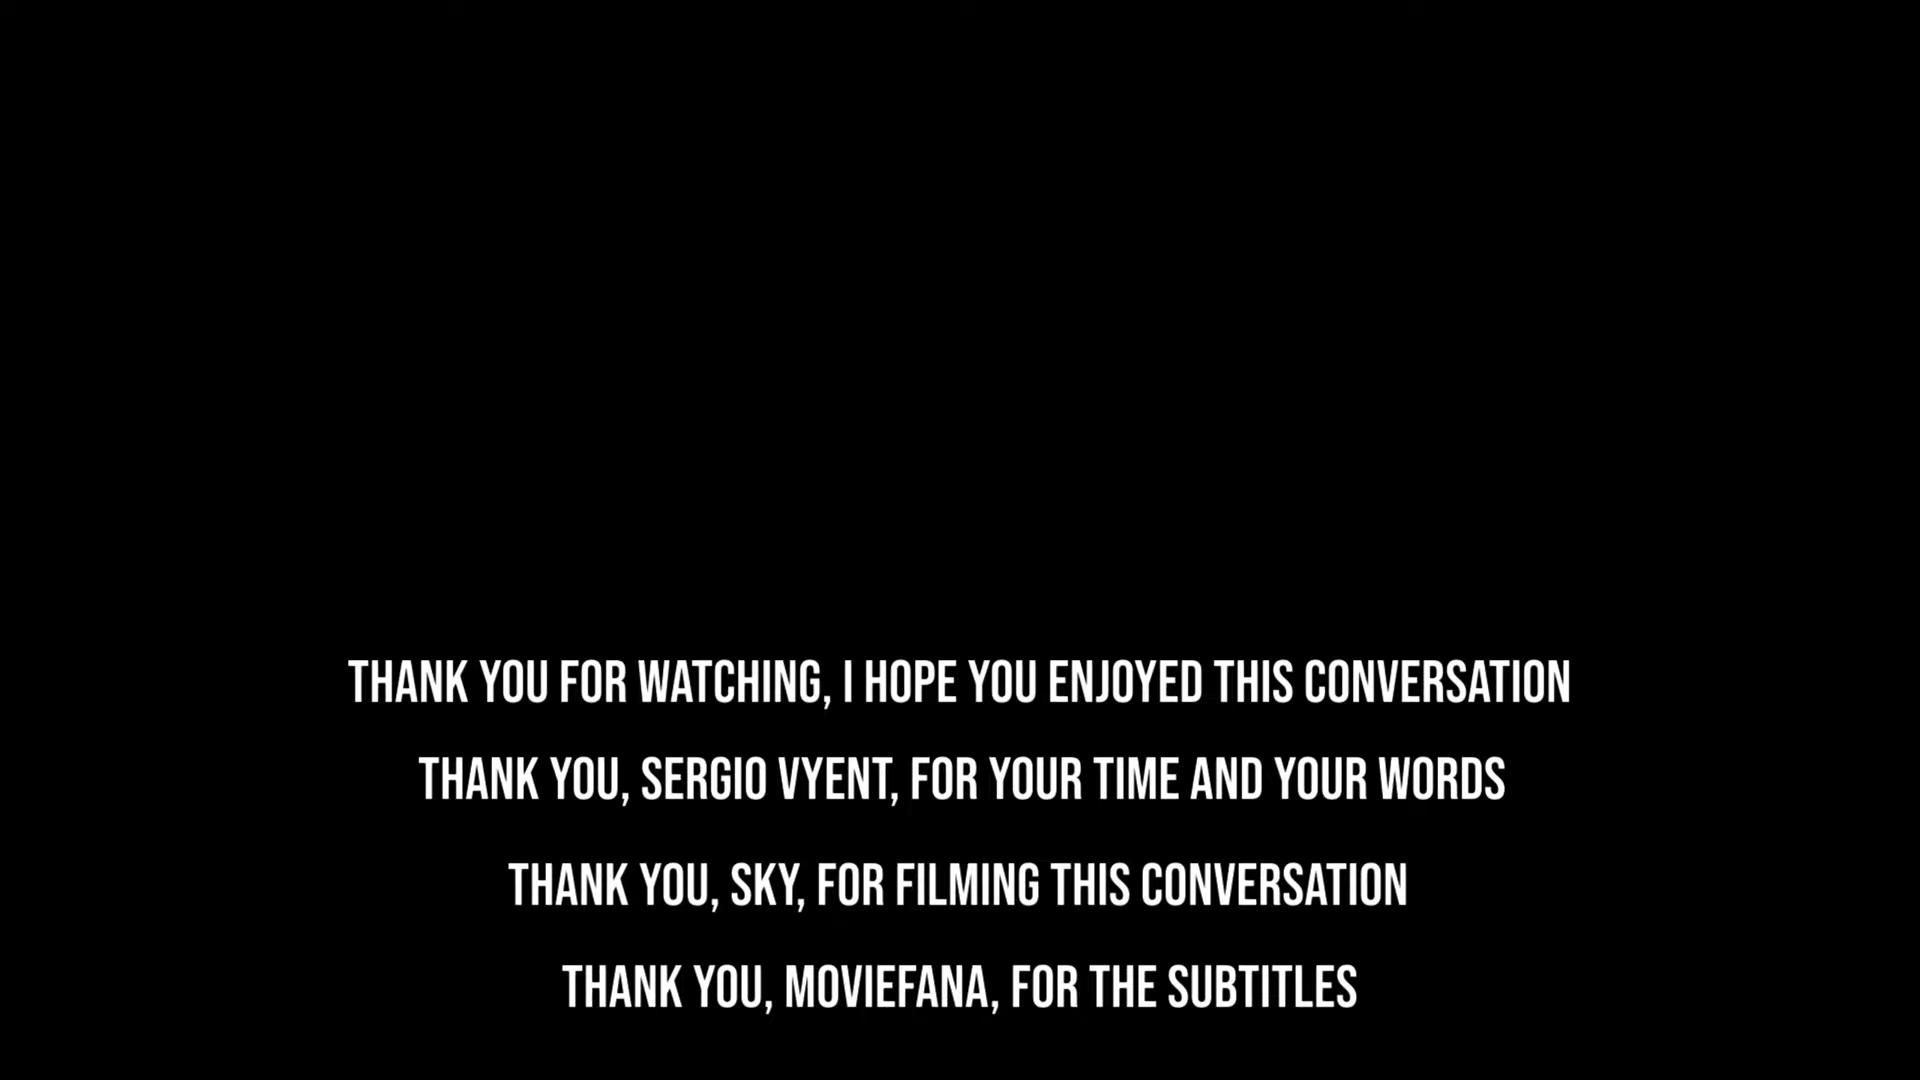 THANK YOU FOR WATCHING, I HOPE YOU ENJOYED THIS CONVERSATION
THANK YOU, SERGIO VYENT, FOR YOUR TIME AND YOUR WORDS
THANK YOU, SKY, FOR FILMING THIS CONVERSATION
THANK YOU, MOVIEFANA, FOR THE SUBTITLES